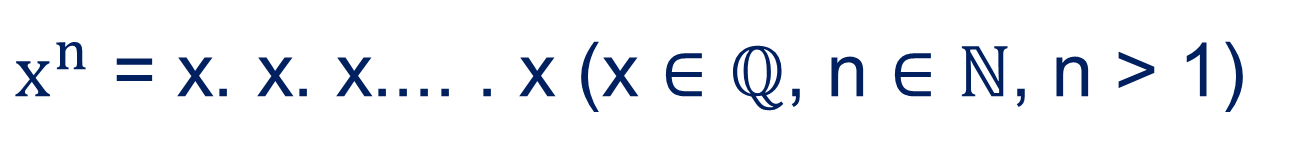 xⁿ = x. x. x.... . x (x ∈ ℚ, n ∈ ℕ, n > 1)